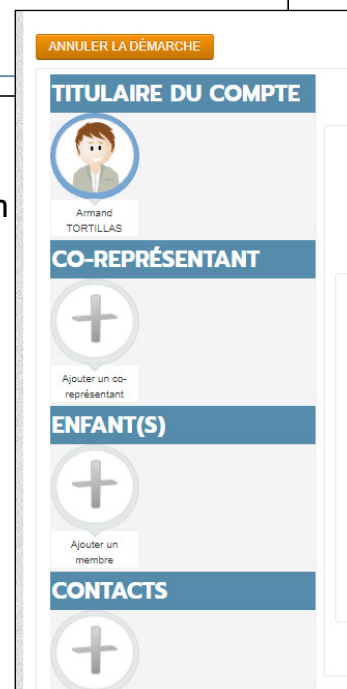 ANNULER LA DÉMARCHE
TITULAIRE DU COMPTE
Armand
TORTILLAS
n
CO-REPRÉSENTANT
Ajouter un co-
représentant
ENFANT(S)
Ajouter un
membre
CONTACTS